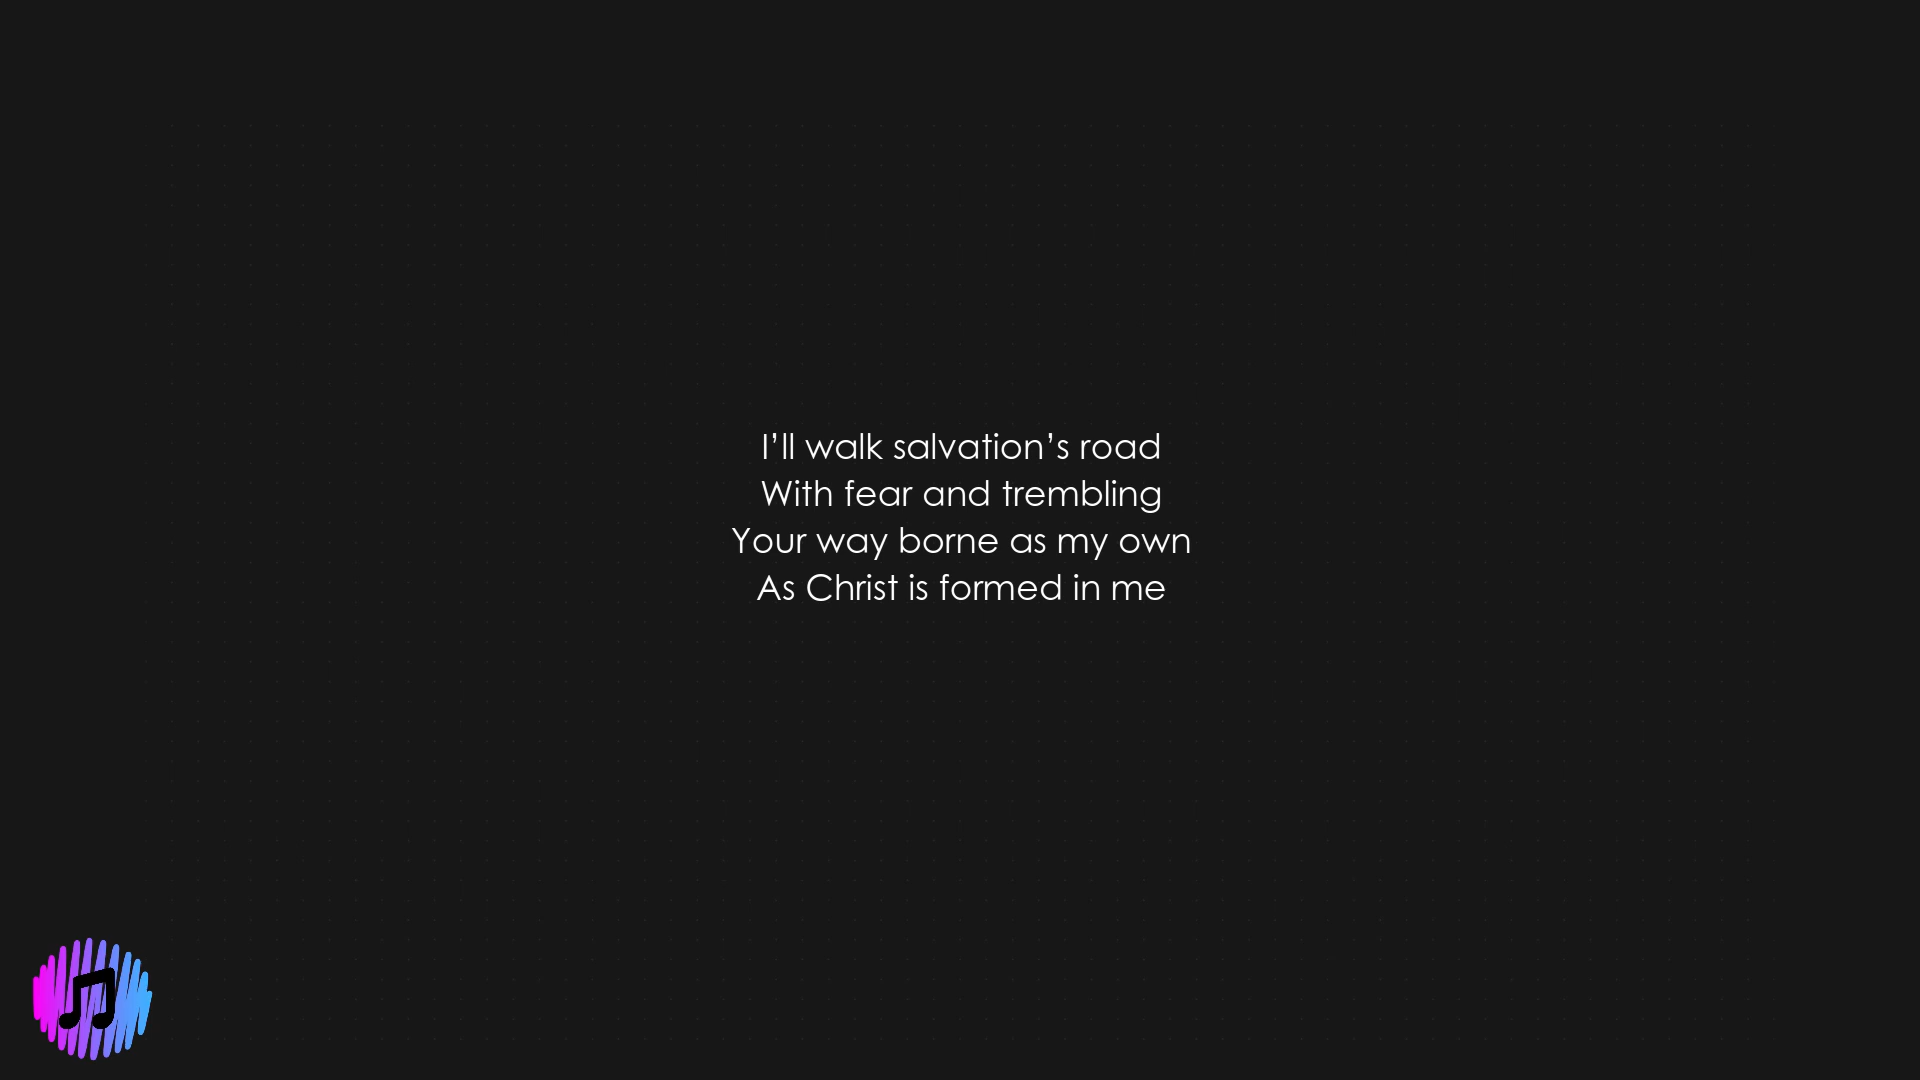 I’ll walk salvation’s road
With fear and trembling
Your way borne as my own
As Christ is formed in me